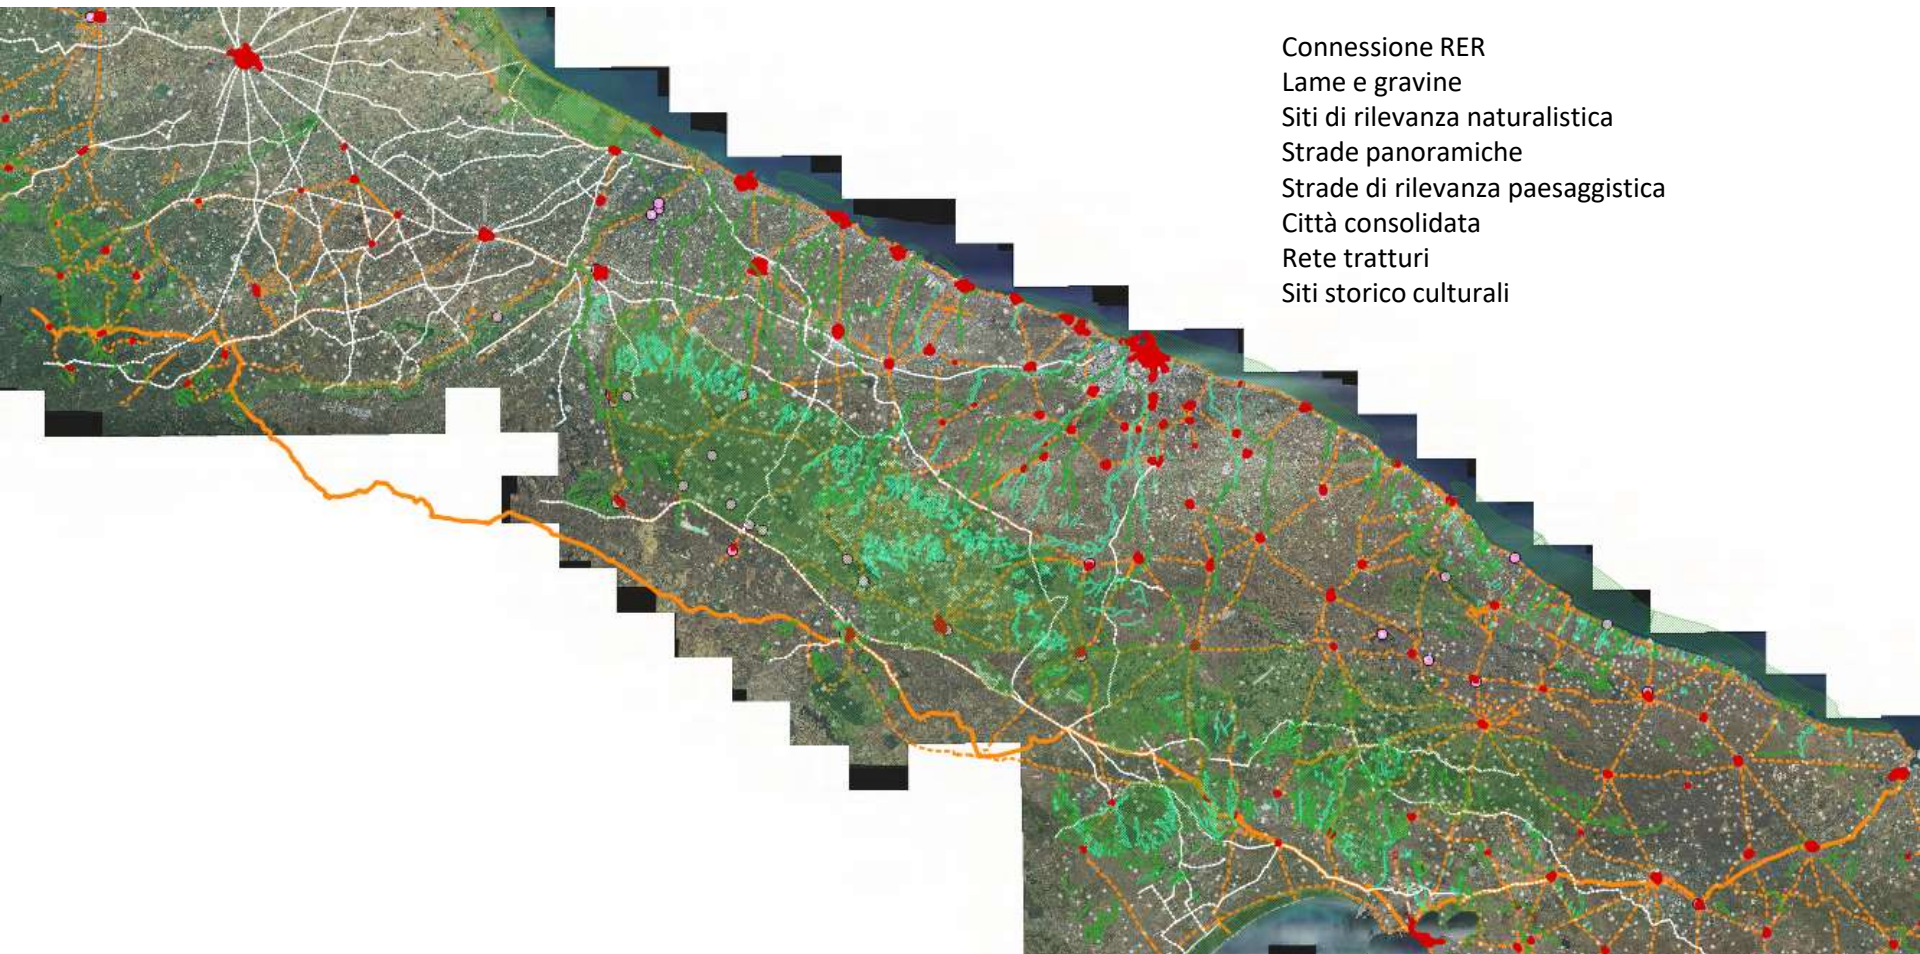 Connessione RER
Lame e gravine
Siti di rilevanza naturalistica
Strade panoramiche
Strade di rilevanza paesaggistica
Città consolidata
Rete tratturi
Siti storico culturali